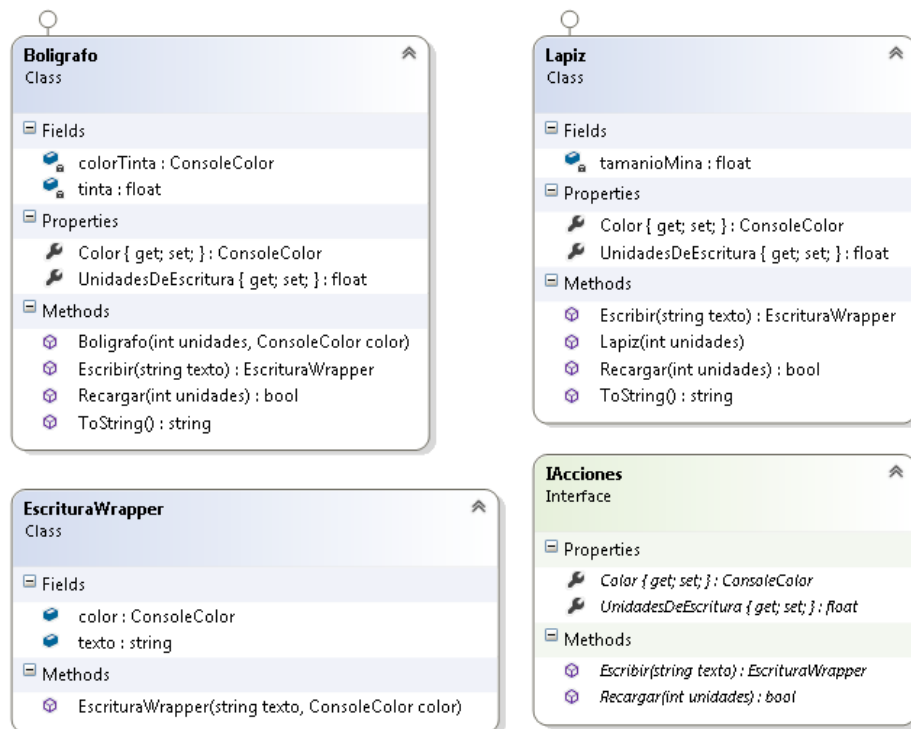 Boligrafo
Class
Fields
colorTinta : ConsoleColor
tinta : float
Properties
Color { get; set; } : ConsoleColor
UnidadesDeEscritura { get; set; } : float
Methods
Boligrafo(int unidades, ConsoleColor color)
Escribir(string texto) : EscrituraWrapper
Recargar(int unidades) : bool
ToString() : string
Lapiz
Class
Fields
tamanioMina : float
Properties
Color { get; set; } : ConsoleColor
UnidadesDeEscritura { get; set; } : float
Methods
Escribir(string texto) : EscrituraWrapper
Lapiz(int unidades)
Recargar(int unidades) : bool
ToString() : string
EscrituraWrapper
Class
Fields
color : ConsoleColor
texto : string
Methods
EscrituraWrapper(string texto, ConsoleColor color)
IAcciones
Interface
Properties
Color { get; set; } : ConsoleColor
UnidadesDeEscritura { get; set; } : float
Methods
Escribir(string texto) : EscrituraWrapper
Recargar(int unidades) : bool